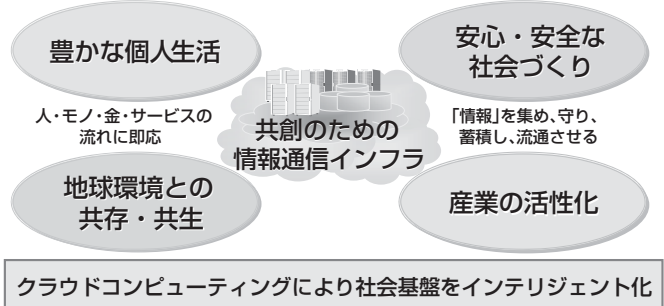 豊かな個人生活
安心・安全な
社会づくり
人・モノ・金・サービスの
流れに即応
共創のための
情報通信インフラ
「情報」を集め、守り、
蓄積し、流通させる
地球環境との
共存・共生
産業の活性化
クラウドコンピューティングにより社会基盤をインテリジェント化